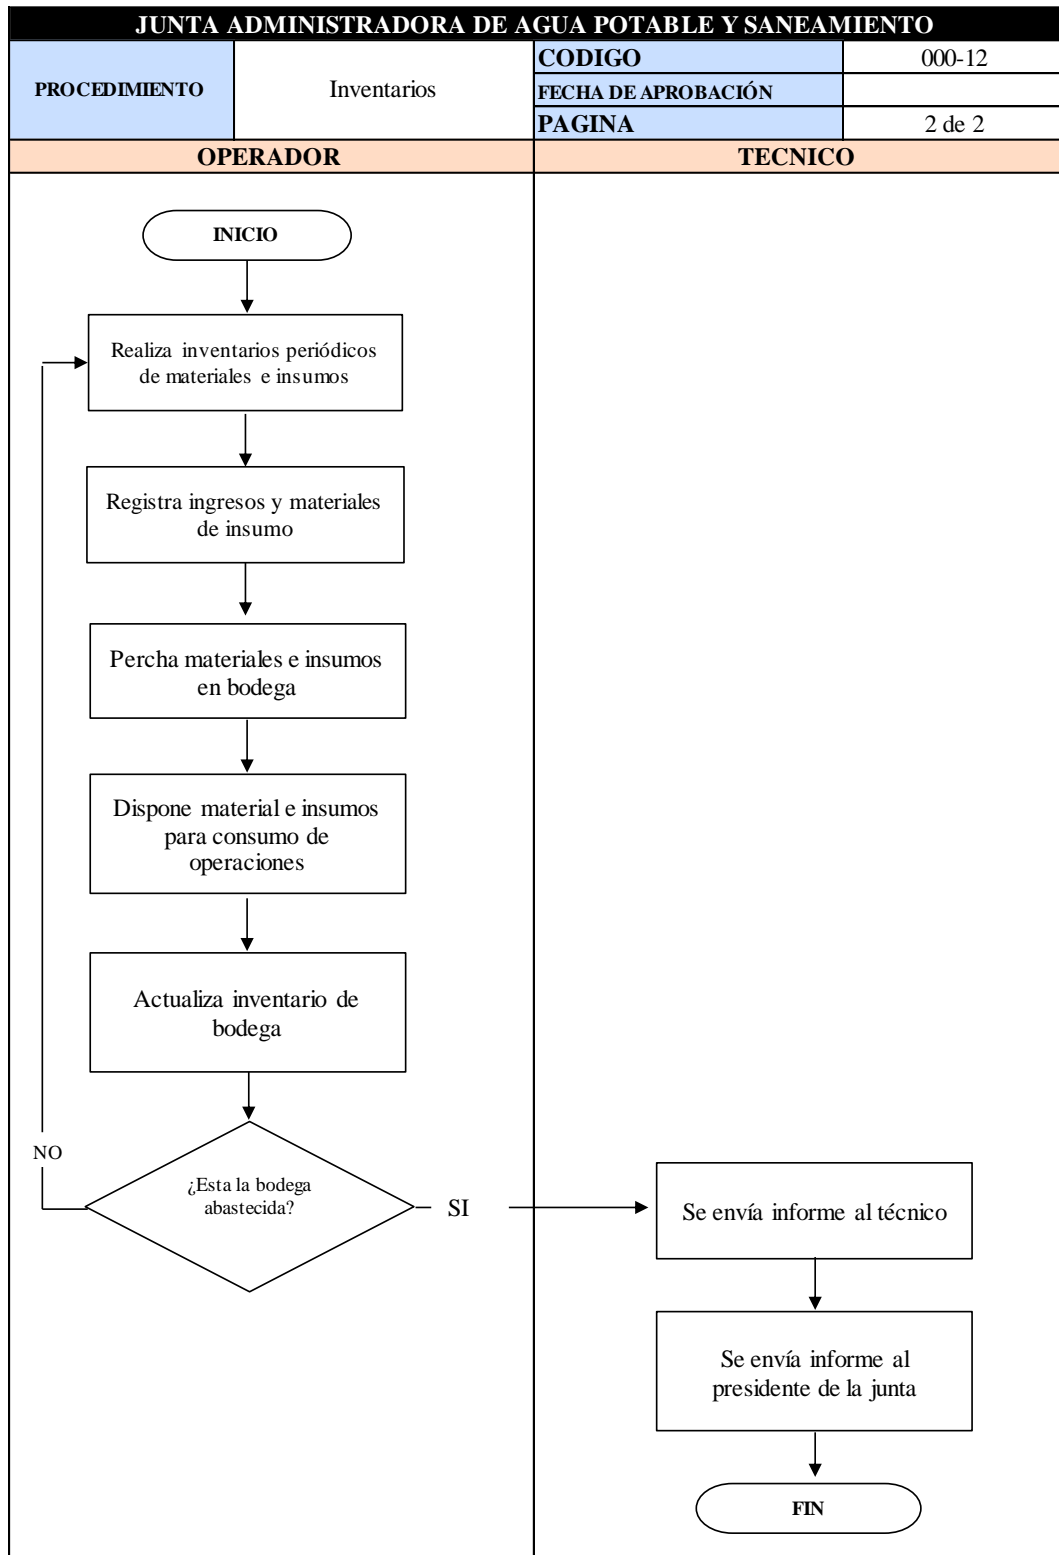 JUNTA ADMINISTRADORA DE AGUA POTABLE Y SANEAMIENTO
PROCEDIMIENTO
Inventarios
CODIGO
000-12
FECHA DE APROBACIÓN
PAGINA
2 de 2
OPERADOR
TECNICO
INICIO
Realiza inventarios periódicos
de materiales e insumos
Registra ingresos y materiales
de insumo
Percha materiales e insumos
en bodega
Dispone material e insumos
para consumo de
operaciones
Actualiza inventario de
bodega
NO
¿Esta la bodega
abastecida?
SI
Se envía informe al técnico
Se envía informe al
presidente de la junta
FIN